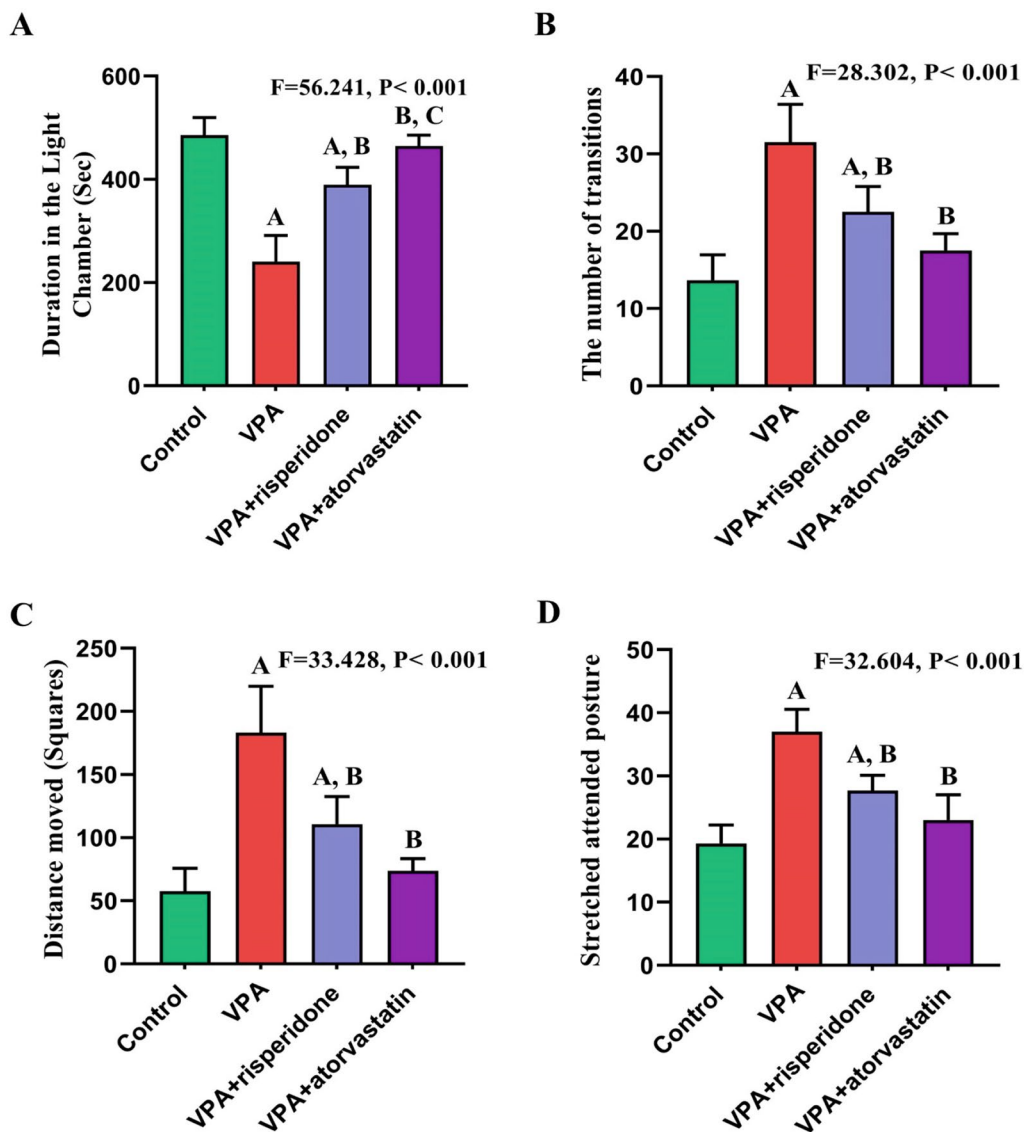 A
F=56.241, P< 0.001
Duration in the Light
Chamber (Sec)
600
400
200
0
A
A, B
B, C
Control
VPA
VPA+risperidone
VPA+atorvastatin
B
F=28.302, P< 0.001
The number of transitions
40
30
20
10
0
A
A, B
B
Control
VPA
VPA+risperidone
VPA+atorvastatin
C
F=33.428, P< 0.001
Distance moved (Squares)
250
200
150
100
50
0
A
A, B
B
Control
VPA
VPA+risperidone
VPA+atorvastatin
D
F=32.604, P< 0.001
Stretched attended posture
50
40
30
20
10
0
A
A, B
B
Control
VPA
VPA+risperidone
VPA+atorvastatin